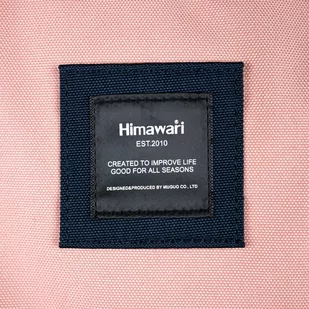 Himawari
EST.2010
CREATED TO IMPROVE LIFE
GOOD FOR ALL SEASONS
DESIGNED&PRODUCED BY MUGUO CO., LTD